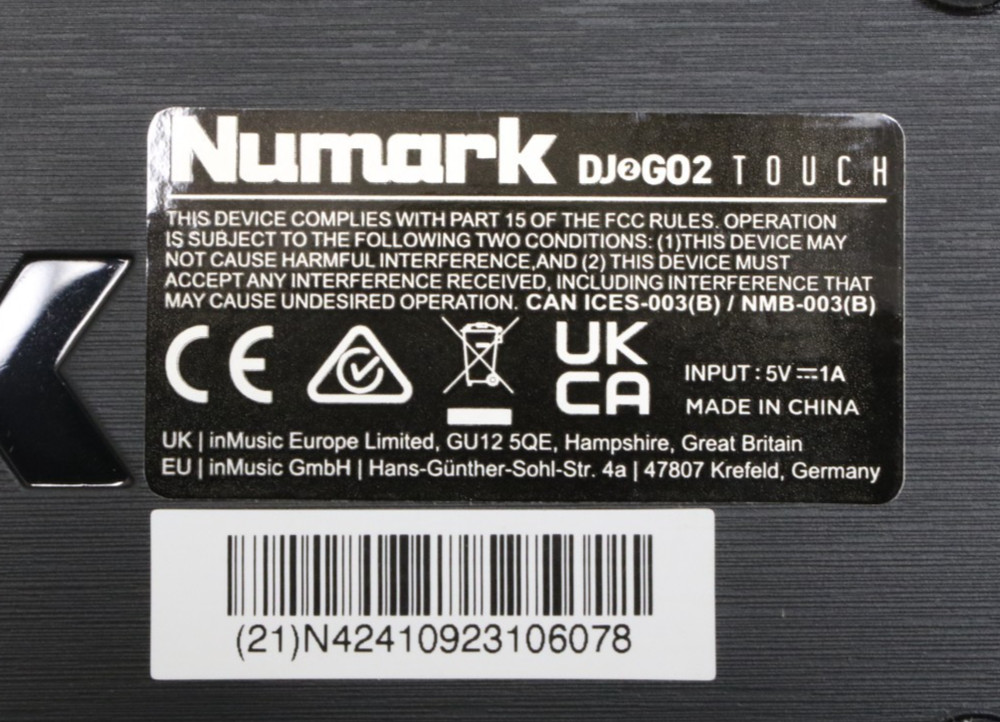 Numark DJ2GO2 TOUCH
THIS DEVICE COMPLIES WITH PART 15 OF THE FCC RULES. OPERATION
IS SUBJECT TO THE FOLLOWING TWO CONDITIONS: (1)THIS DEVICE MAY
NOT CAUSE HARMFUL INTERFERENCE,AND (2) THIS DEVICE MUST
ACCEPT ANY INTERFERENCE RECEIVED, INCLUDING INTERFERENCE THAT
MAY CAUSE UNDESIRED OPERATION. CAN ICES-003(B) / NMB-003(B)
CE
UK
CA
INPUT : 5V⎓1A
MADE IN CHINA
UK | inMusic Europe Limited, GU12 5QE, Hampshire, Great Britain
EU | inMusic GmbH | Hans-Günther-Sohl-Str. 4a | 47807 Krefeld, Germany
(21)N42410923106078